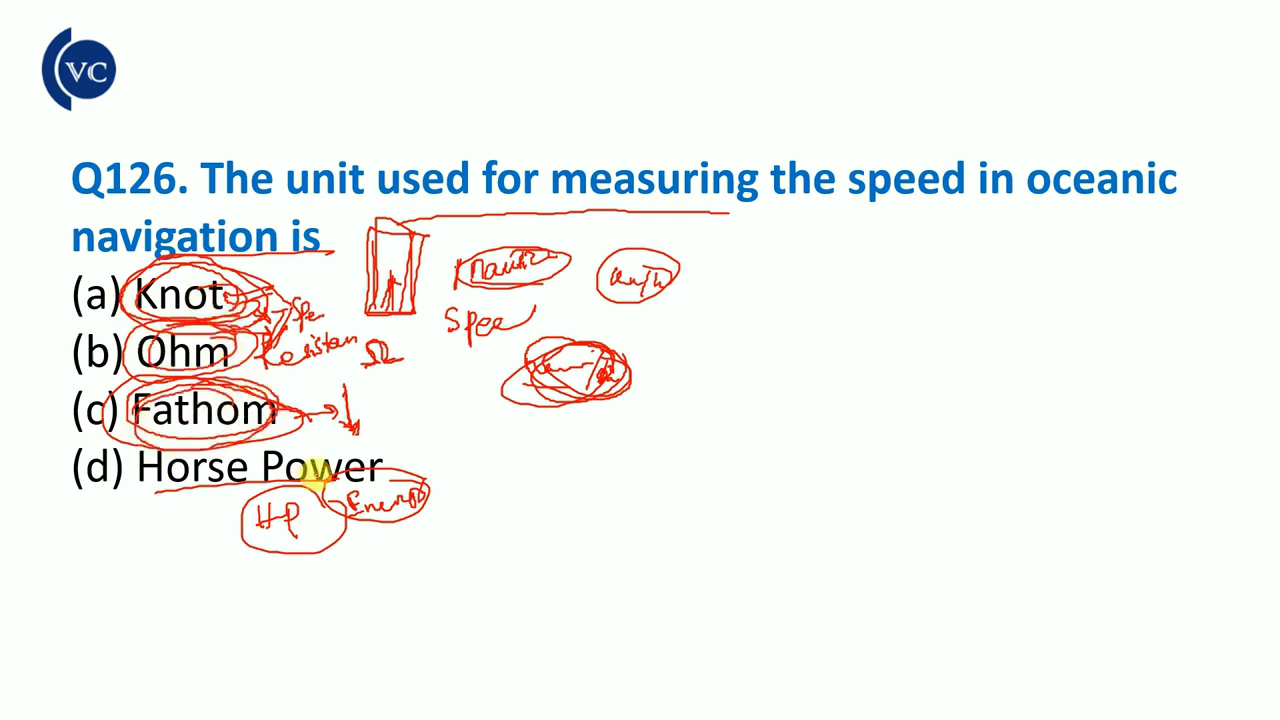 VC
Q126. The unit used for measuring the speed in oceanic
navigation is
(a) Knot
(b) Ohm
Resistan Ω
(c) Fathom
(d) Horse Power
HP
Spee